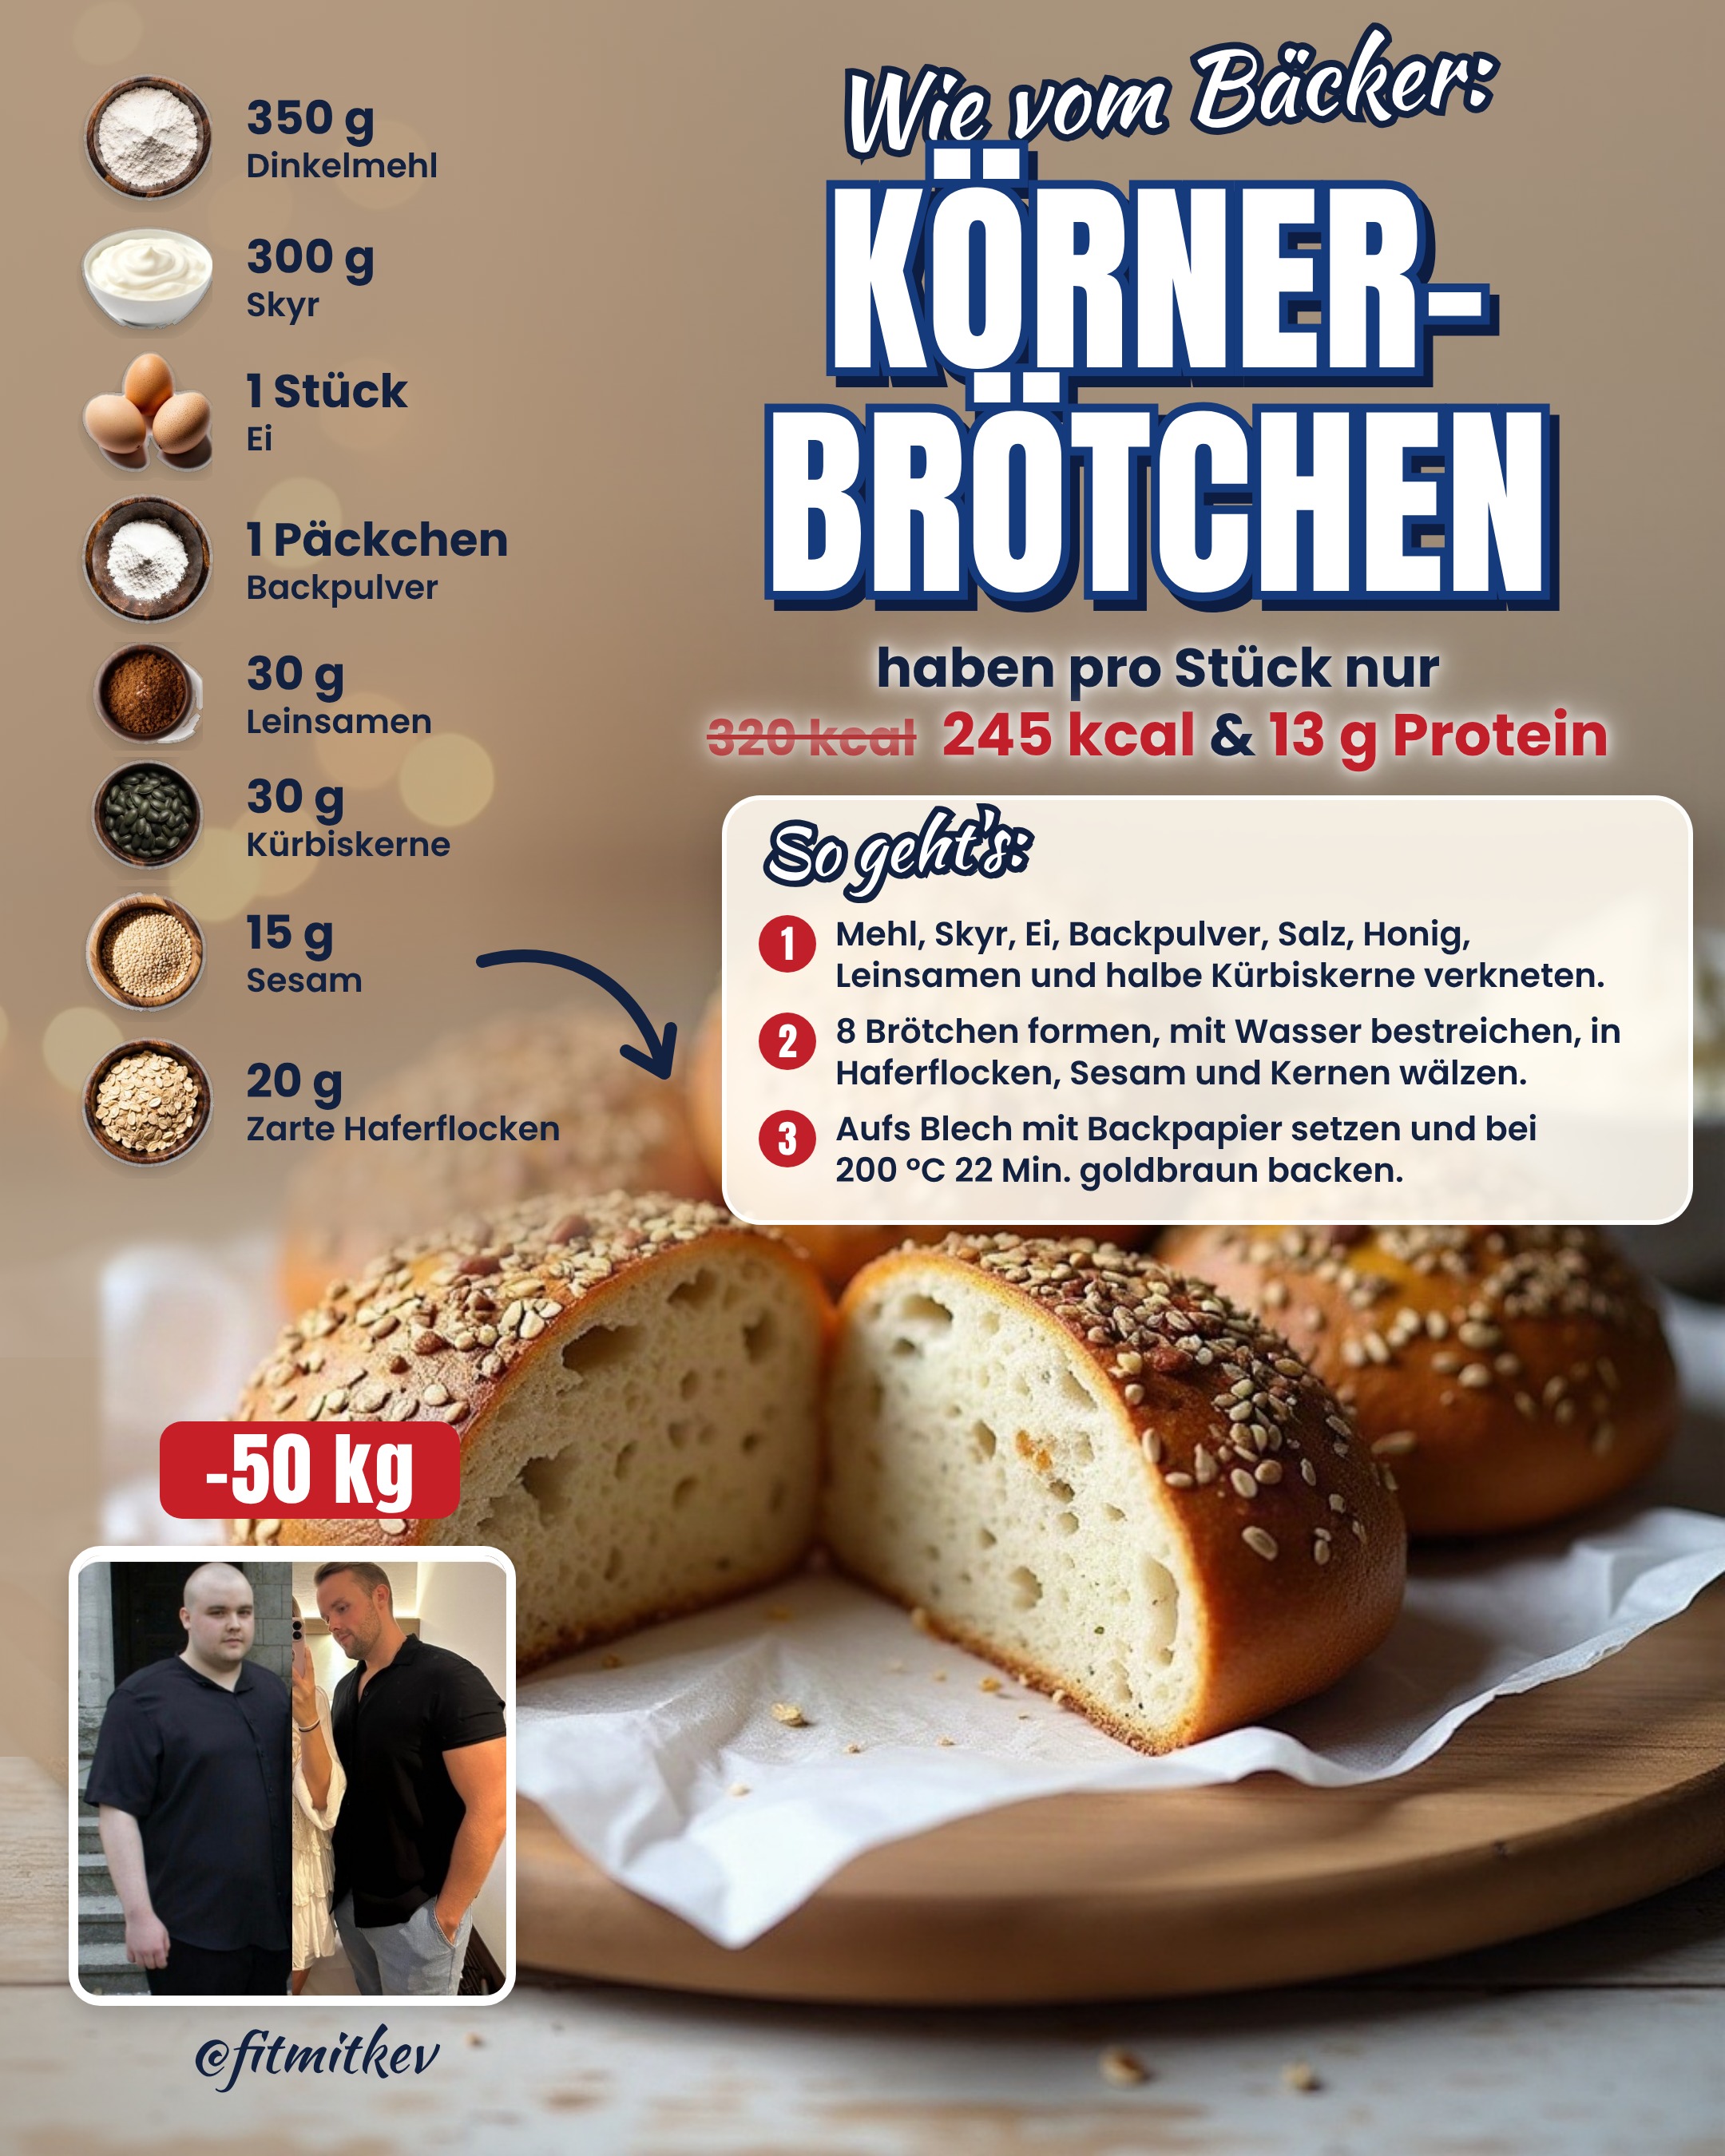 Wie vom Bäcker:
KÖRNER-
BRÖTCHEN
haben pro Stück nur
320 kcal 245 kcal & 13 g Protein
350 g
Dinkelmehl
300 g
Skyr
1 Stück
Ei
1 Päckchen
Backpulver
30 g
Leinsamen
30 g
Kürbiskerne
15 g
Sesam
20 g
Zarte Haferflocken
So geht's:
1 Mehl, Skyr, Ei, Backpulver, Salz, Honig,
Leinsamen und halbe Kürbiskerne verkneten.
2 8 Brötchen formen, mit Wasser bestreichen, in
Haferflocken, Sesam und Kernen wälzen.
3 Aufs Blech mit Backpapier setzen und bei
200 °C 22 Min. goldbraun backen.
-50 kg
@fitmitkev